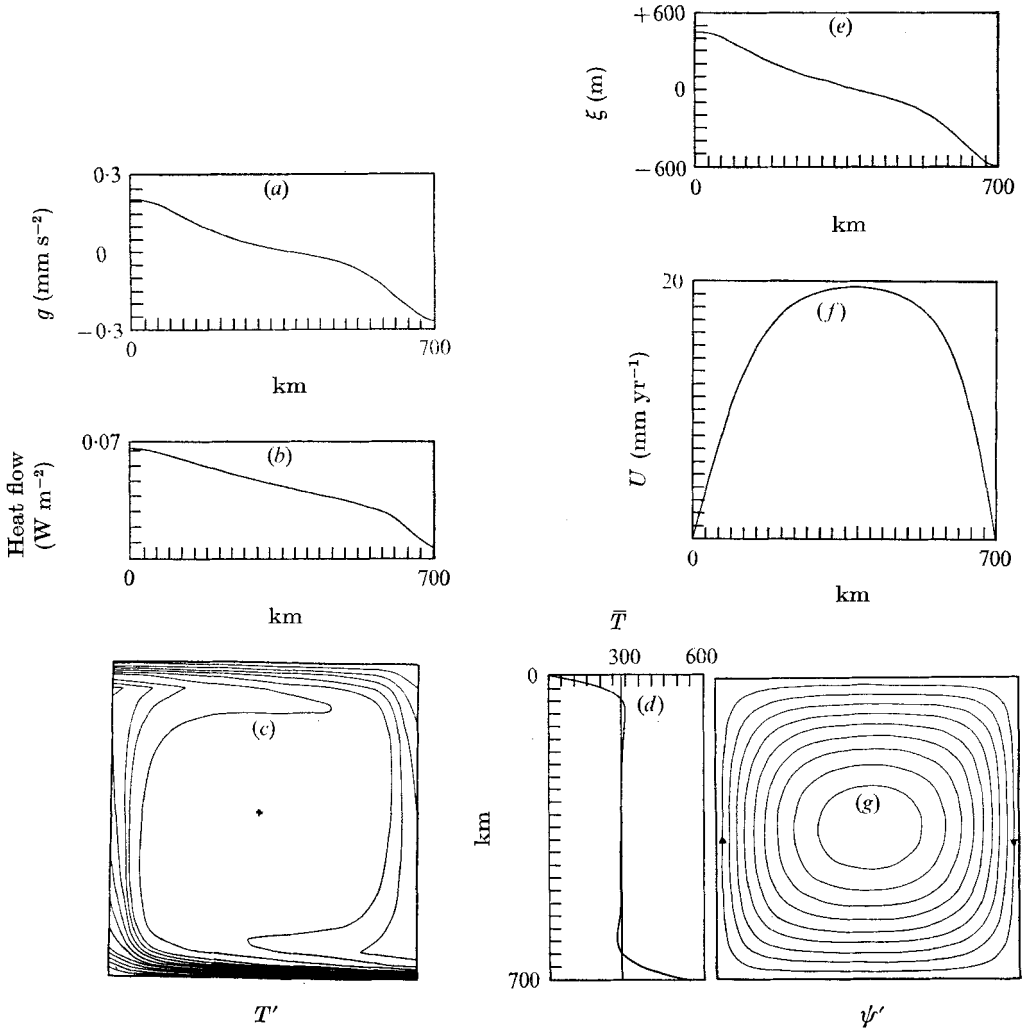 +600
(e)
ξ (m)
0
−600
0 700
km
0·3
(a)
g (mm s⁻²)
0
−0·3
0 700
km
20
(f)
U (mm yr⁻¹)
0 700
km
0·07
(b)
Heat flow
(W m⁻²)
0 700
km
(c)
T′
T̄
0 300 600
(d)
km
700
(g)
ψ′